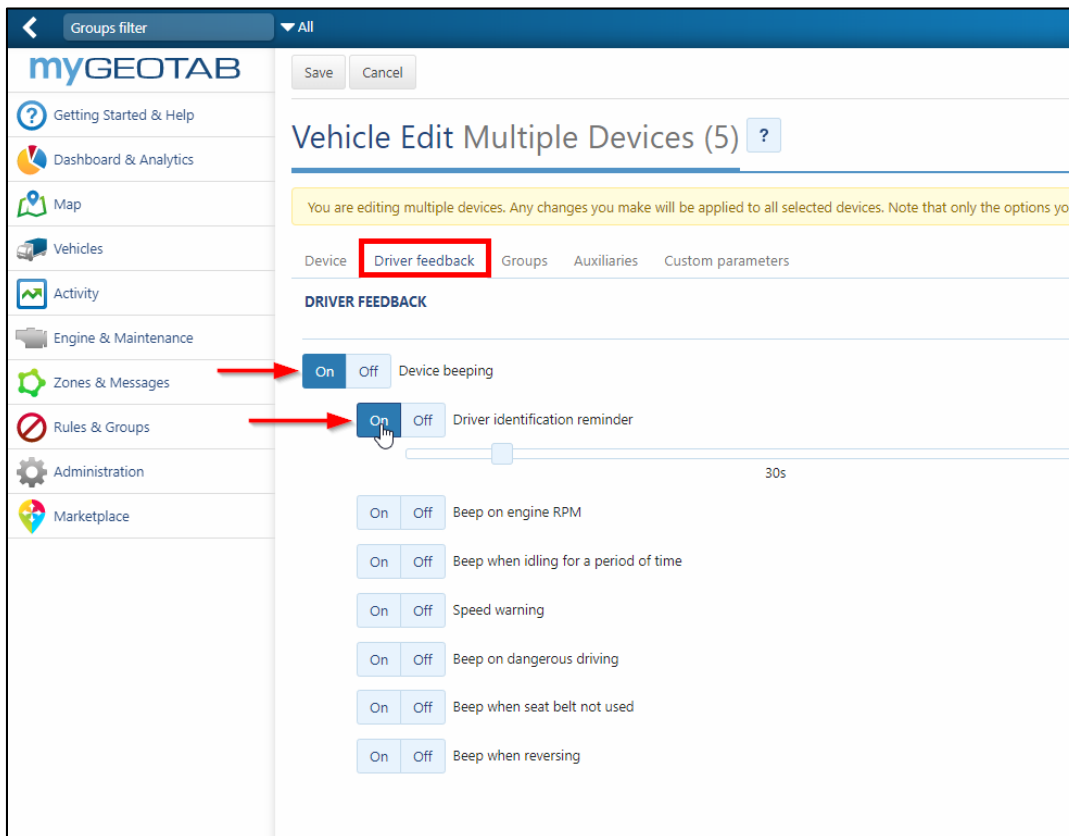 Groups filter
All
myGEOTAB
Getting Started & Help
Dashboard & Analytics
Map
Vehicles
Activity
Engine & Maintenance
Zones & Messages
Rules & Groups
Administration
Marketplace
Save Cancel
Vehicle Edit Multiple Devices (5) ?
You are editing multiple devices. Any changes you make will be applied to all selected devices. Note that only the options yo
Device Driver feedback Groups Auxiliaries Custom parameters
DRIVER FEEDBACK
On Off Device beeping
On Off Driver identification reminder
30s
On Off Beep on engine RPM
On Off Beep when idling for a period of time
On Off Speed warning
On Off Beep on dangerous driving
On Off Beep when seat belt not used
On Off Beep when reversing